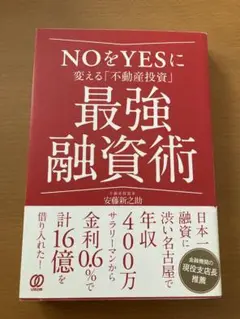 NOをYESに
変える「不動産投資」
最強
融資術
安藤新之助
日本一
融資に
渋い名古屋で
年収
400万
サラリーマンから
金利0.6%で
計16億を
借り入れた!
金融機関の
現役支店長
推薦